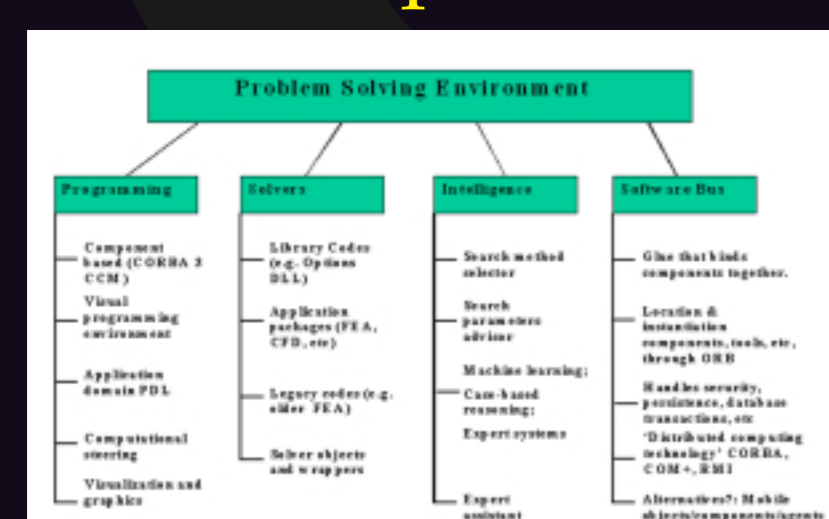 Problem Solving Environment
Programming
Component
based (CORBA 3
CCM)
Visual
programming
environment
Application
domain PDL
Computational
steering
Visualization and
graphics
Solvers
Library Codes
(e.g. Options
DLL)
Application
packages (FEA,
CFD, etc)
Legacy codes (e.g.
older FEA)
Solver objects
and wrappers
Intelligence
Search method
selector
Search
parameters
advisor
Machine learning;
Case-based
reasoning;
Expert systems
Expert
assistant
Software Bus
Glue that binds
components together.
Location &
instantiation
components, tools, etc,
through ORB
Handles security,
persistence, database
transactions, etc
'Distributed computing
technology' CORBA,
COM+, RMI
Alternatives?: Mobile
objects/components/agents